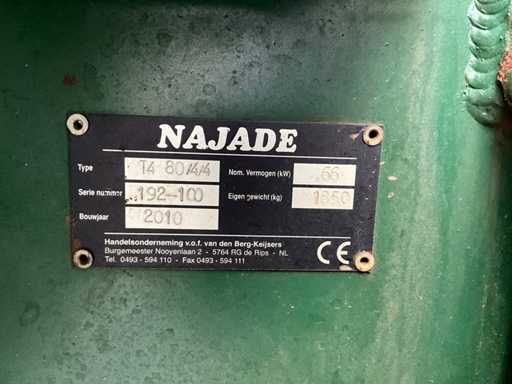 NAJADE
Type T4 80/4/4 Nom. Vermogen (kW) 66
Serie nummer 192-100 Eigen gewicht (kg) 1850
Bouwjaar 2010
Handelsonderneming v.o.f. van den Berg-Keijsers
Burgemeester Nooyenlaan 2 - 5764 RG de Rips - NL
Tel. 0493 - 594 110 - Fax 0493 - 594 111
CE